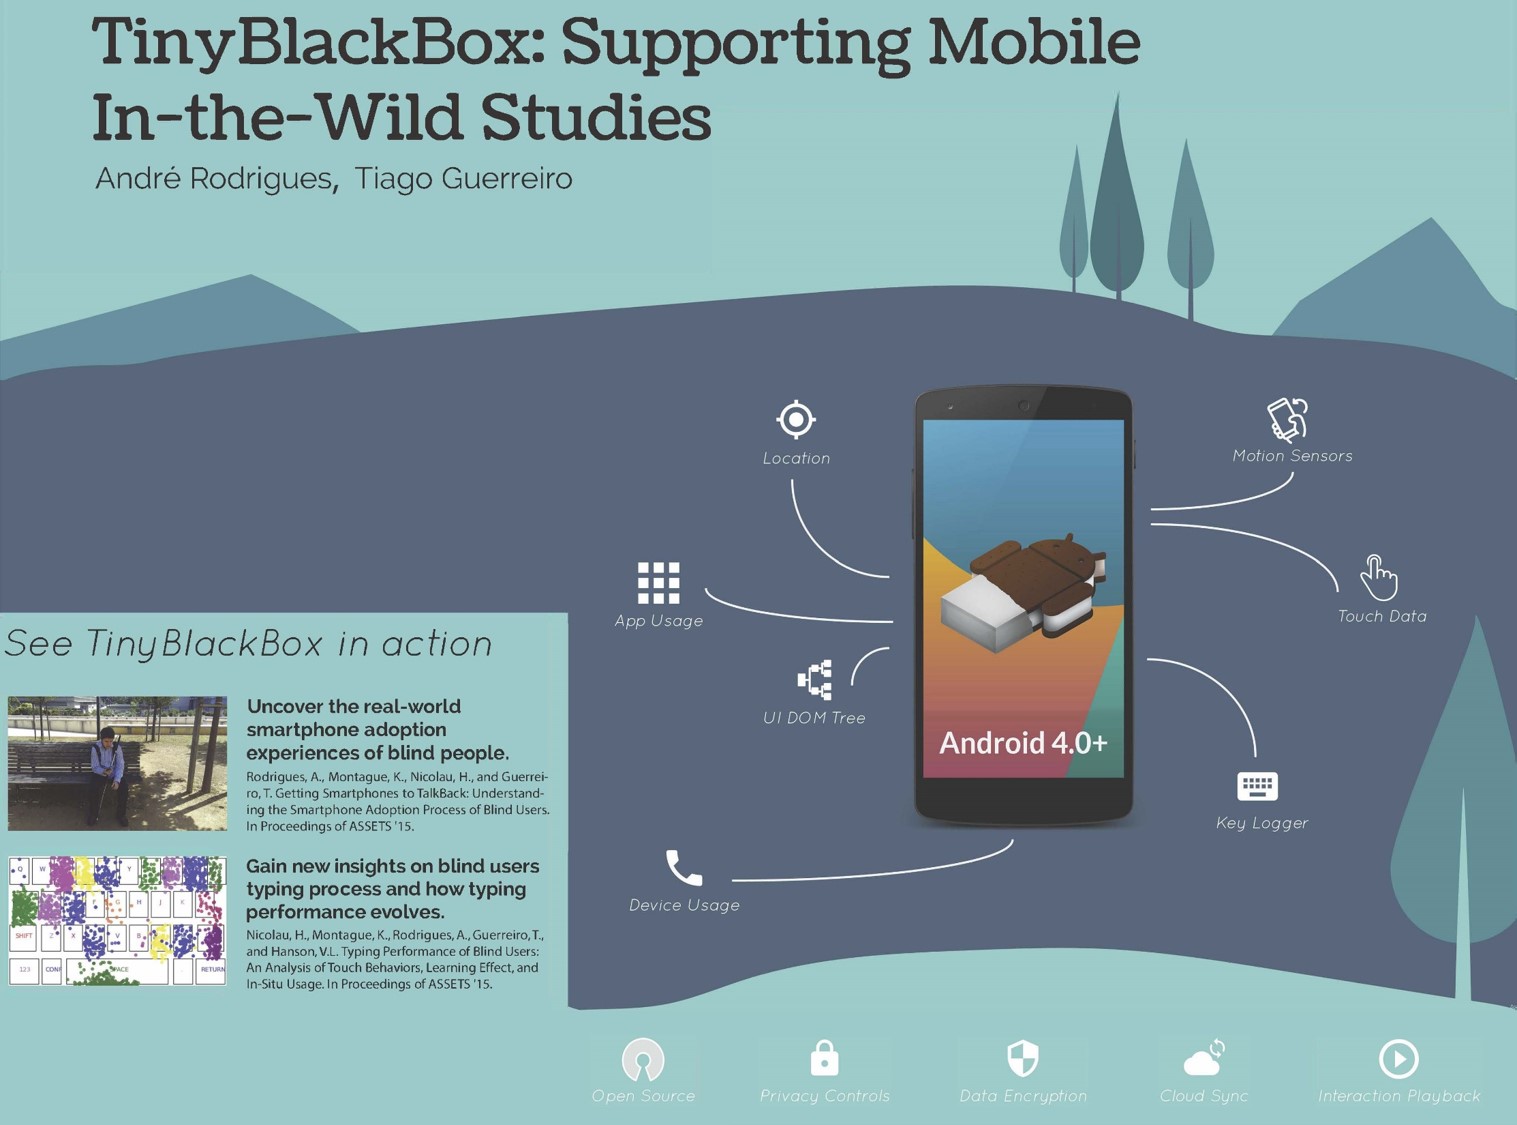 TinyBlackBox: Supporting Mobile
In-the-Wild Studies
André Rodrigues, Tiago Guerreiro
Location
Motion Sensors
App Usage
Touch Data
UI DOM Tree
Android 4.0+
Key Logger
Device Usage
See TinyBlackBox in action
Uncover the real-world
smartphone adoption
experiences of blind people.
Rodrigues, A., Montague, K., Nicolau, H., and Guerrei-
ro, T. Getting Smartphones to TalkBack: Understand-
ing the Smartphone Adoption Process of Blind Users.
In Proceedings of ASSETS '15.
Q W Y
F G H J K
SHIFT Z X V B
123 CONF PACE . RETURN
Gain new insights on blind users
typing process and how typing
performance evolves.
Nicolau, H., Montague, K., Rodrigues, A., Guerreiro, T.,
and Hanson, V.L. Typing Performance of Blind Users:
An Analysis of Touch Behaviors, Learning Effect, and
In-Situ Usage. In Proceedings of ASSETS '15.
Open Source
Privacy Controls
Data Encryption
Cloud Sync
Interaction Playback